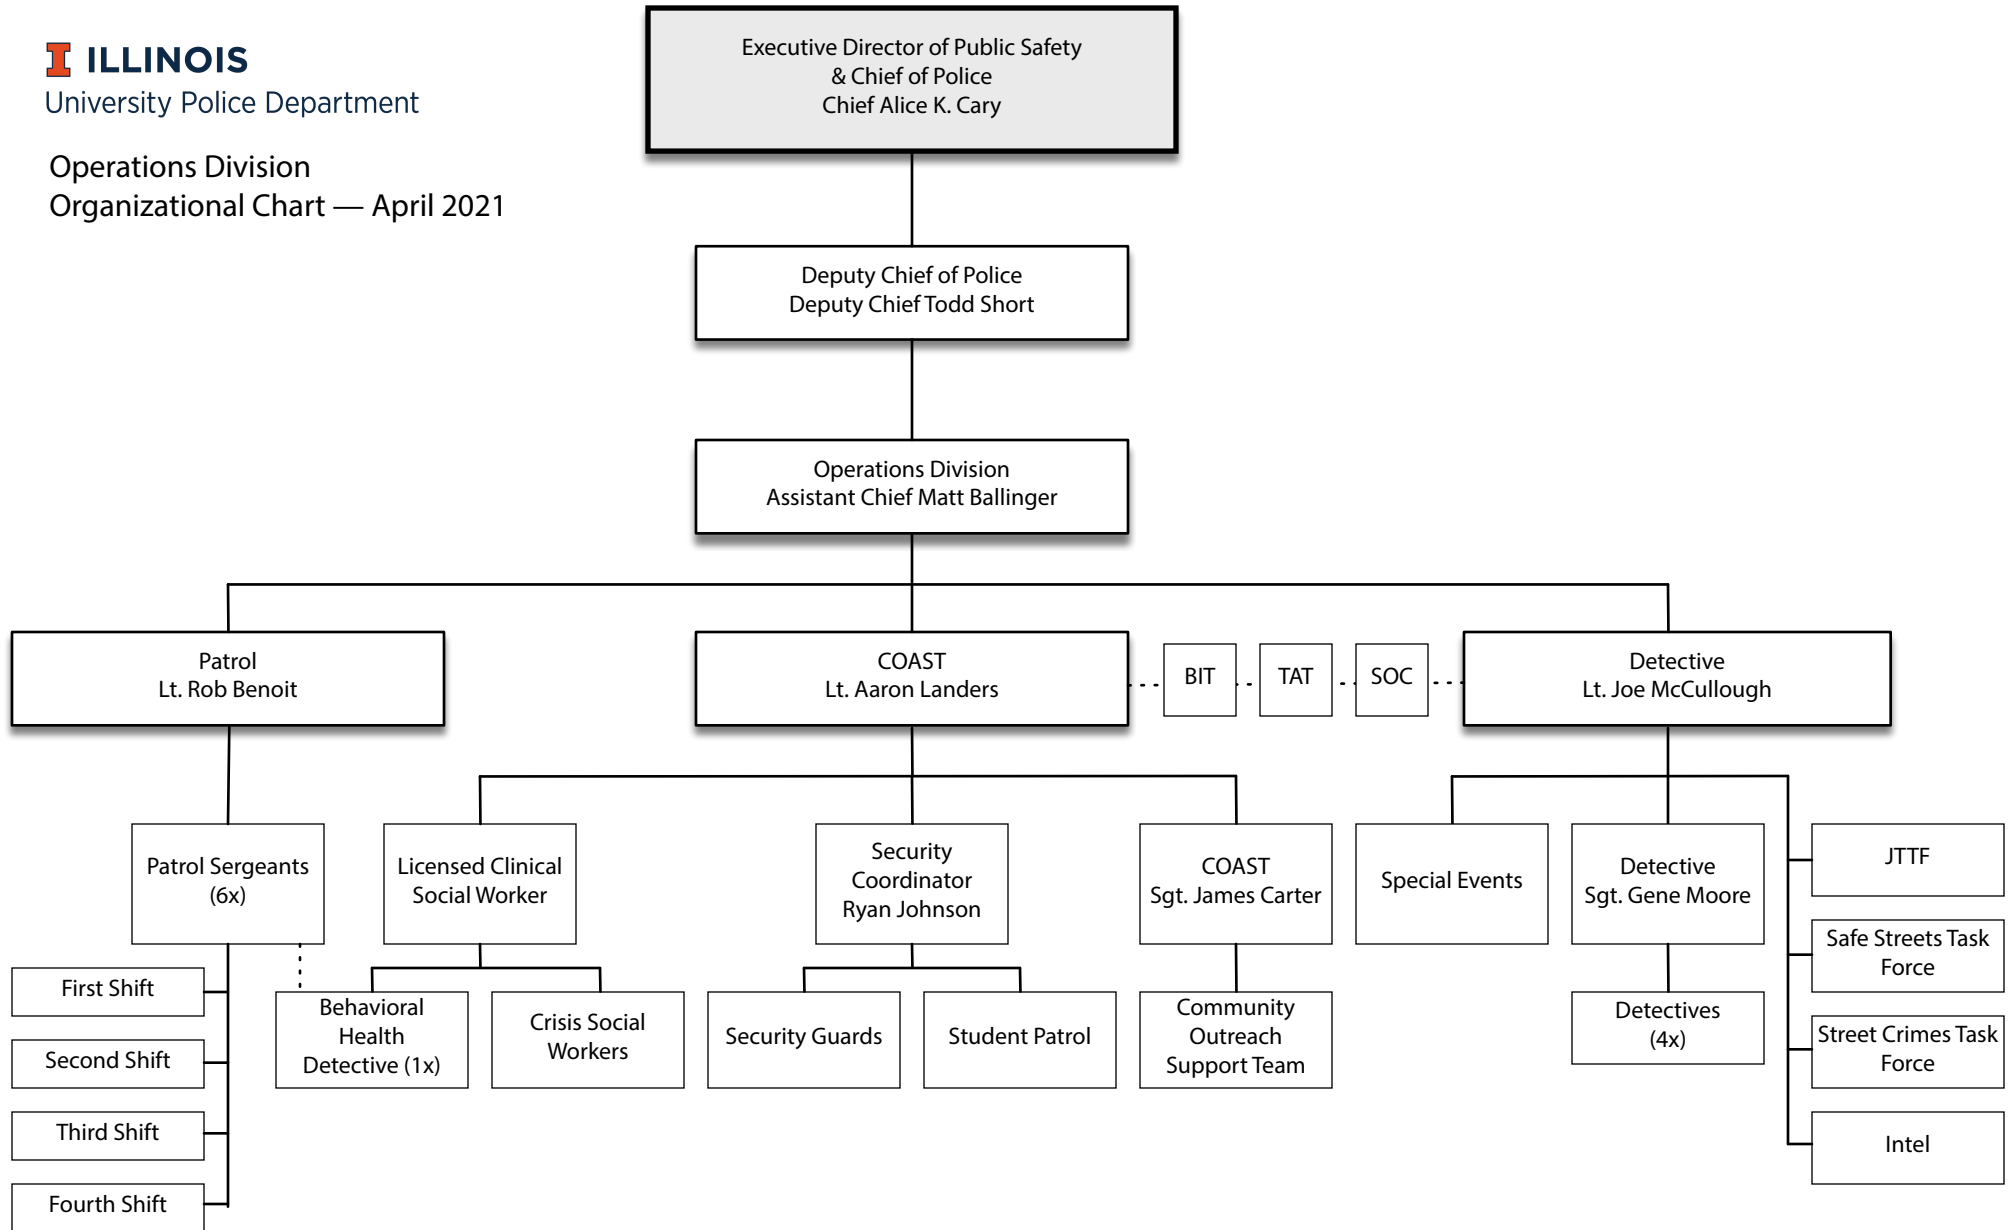 ILLINOIS
University Police Department
Operations Division
Organizational Chart — April 2021
Executive Director of Public Safety
& Chief of Police
Chief Alice K. Cary
Deputy Chief of Police
Deputy Chief Todd Short
Operations Division
Assistant Chief Matt Ballinger
Patrol
Lt. Rob Benoit
COAST
Lt. Aaron Landers
BIT
TAT
SOC
Detective
Lt. Joe McCullough
Patrol Sergeants
(6x)
Licensed Clinical
Social Worker
Security
Coordinator
Ryan Johnson
COAST
Sgt. James Carter
Special Events
Detective
Sgt. Gene Moore
JTTF
Safe Streets Task
Force
Street Crimes Task
Force
Intel
First Shift
Second Shift
Third Shift
Fourth Shift
Behavioral
Health
Detective (1x)
Crisis Social
Workers
Security Guards
Student Patrol
Community
Outreach
Support Team
Detectives
(4x)